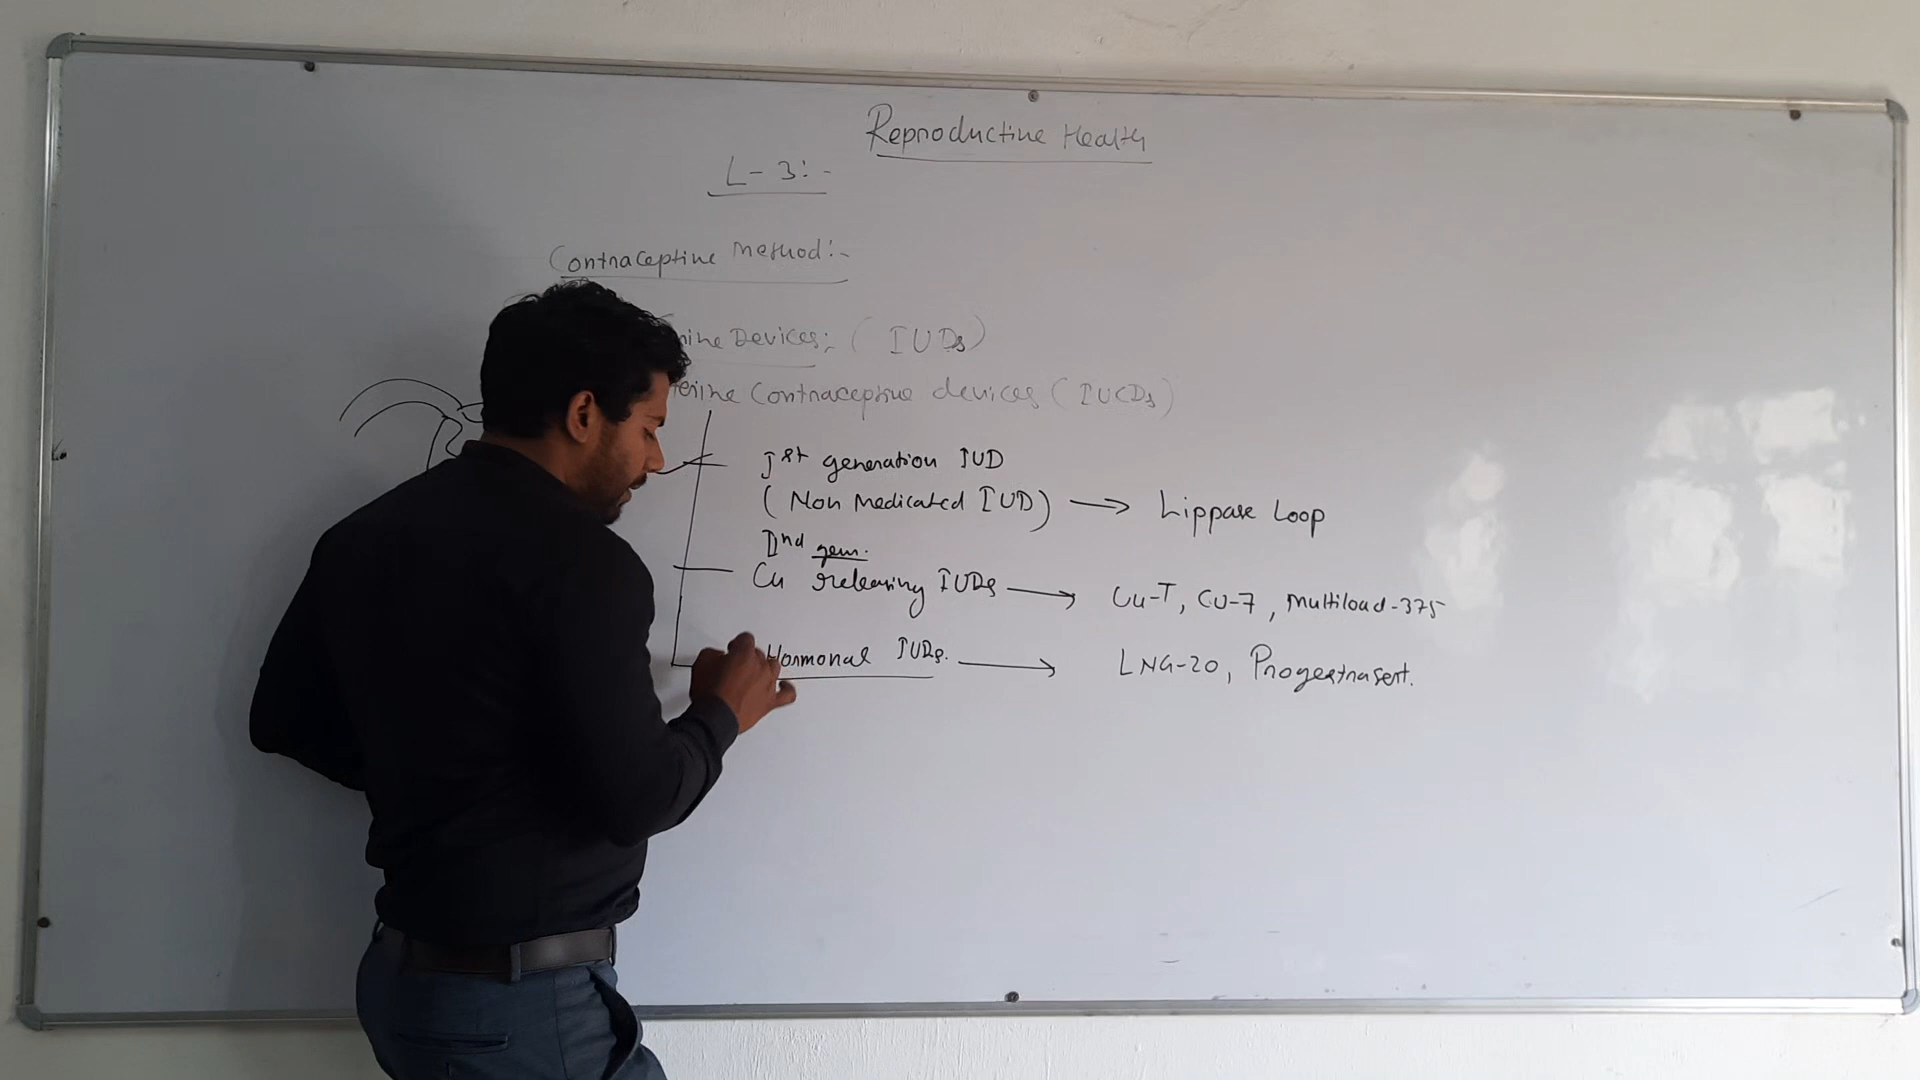 Reproductive Health
L-3:-
Contraceptive Method:-
Devices:- (IUDs)
Contraceptive devices (IUCDs)
Ist generation IUD
(Non Medicated IUD) → Lippase Loop
IInd gen.
Cu releasing IUDs → Cu-T, Cu-7, Multiload-375
Hormonal IUDs. → LNG-20, Progestasert.